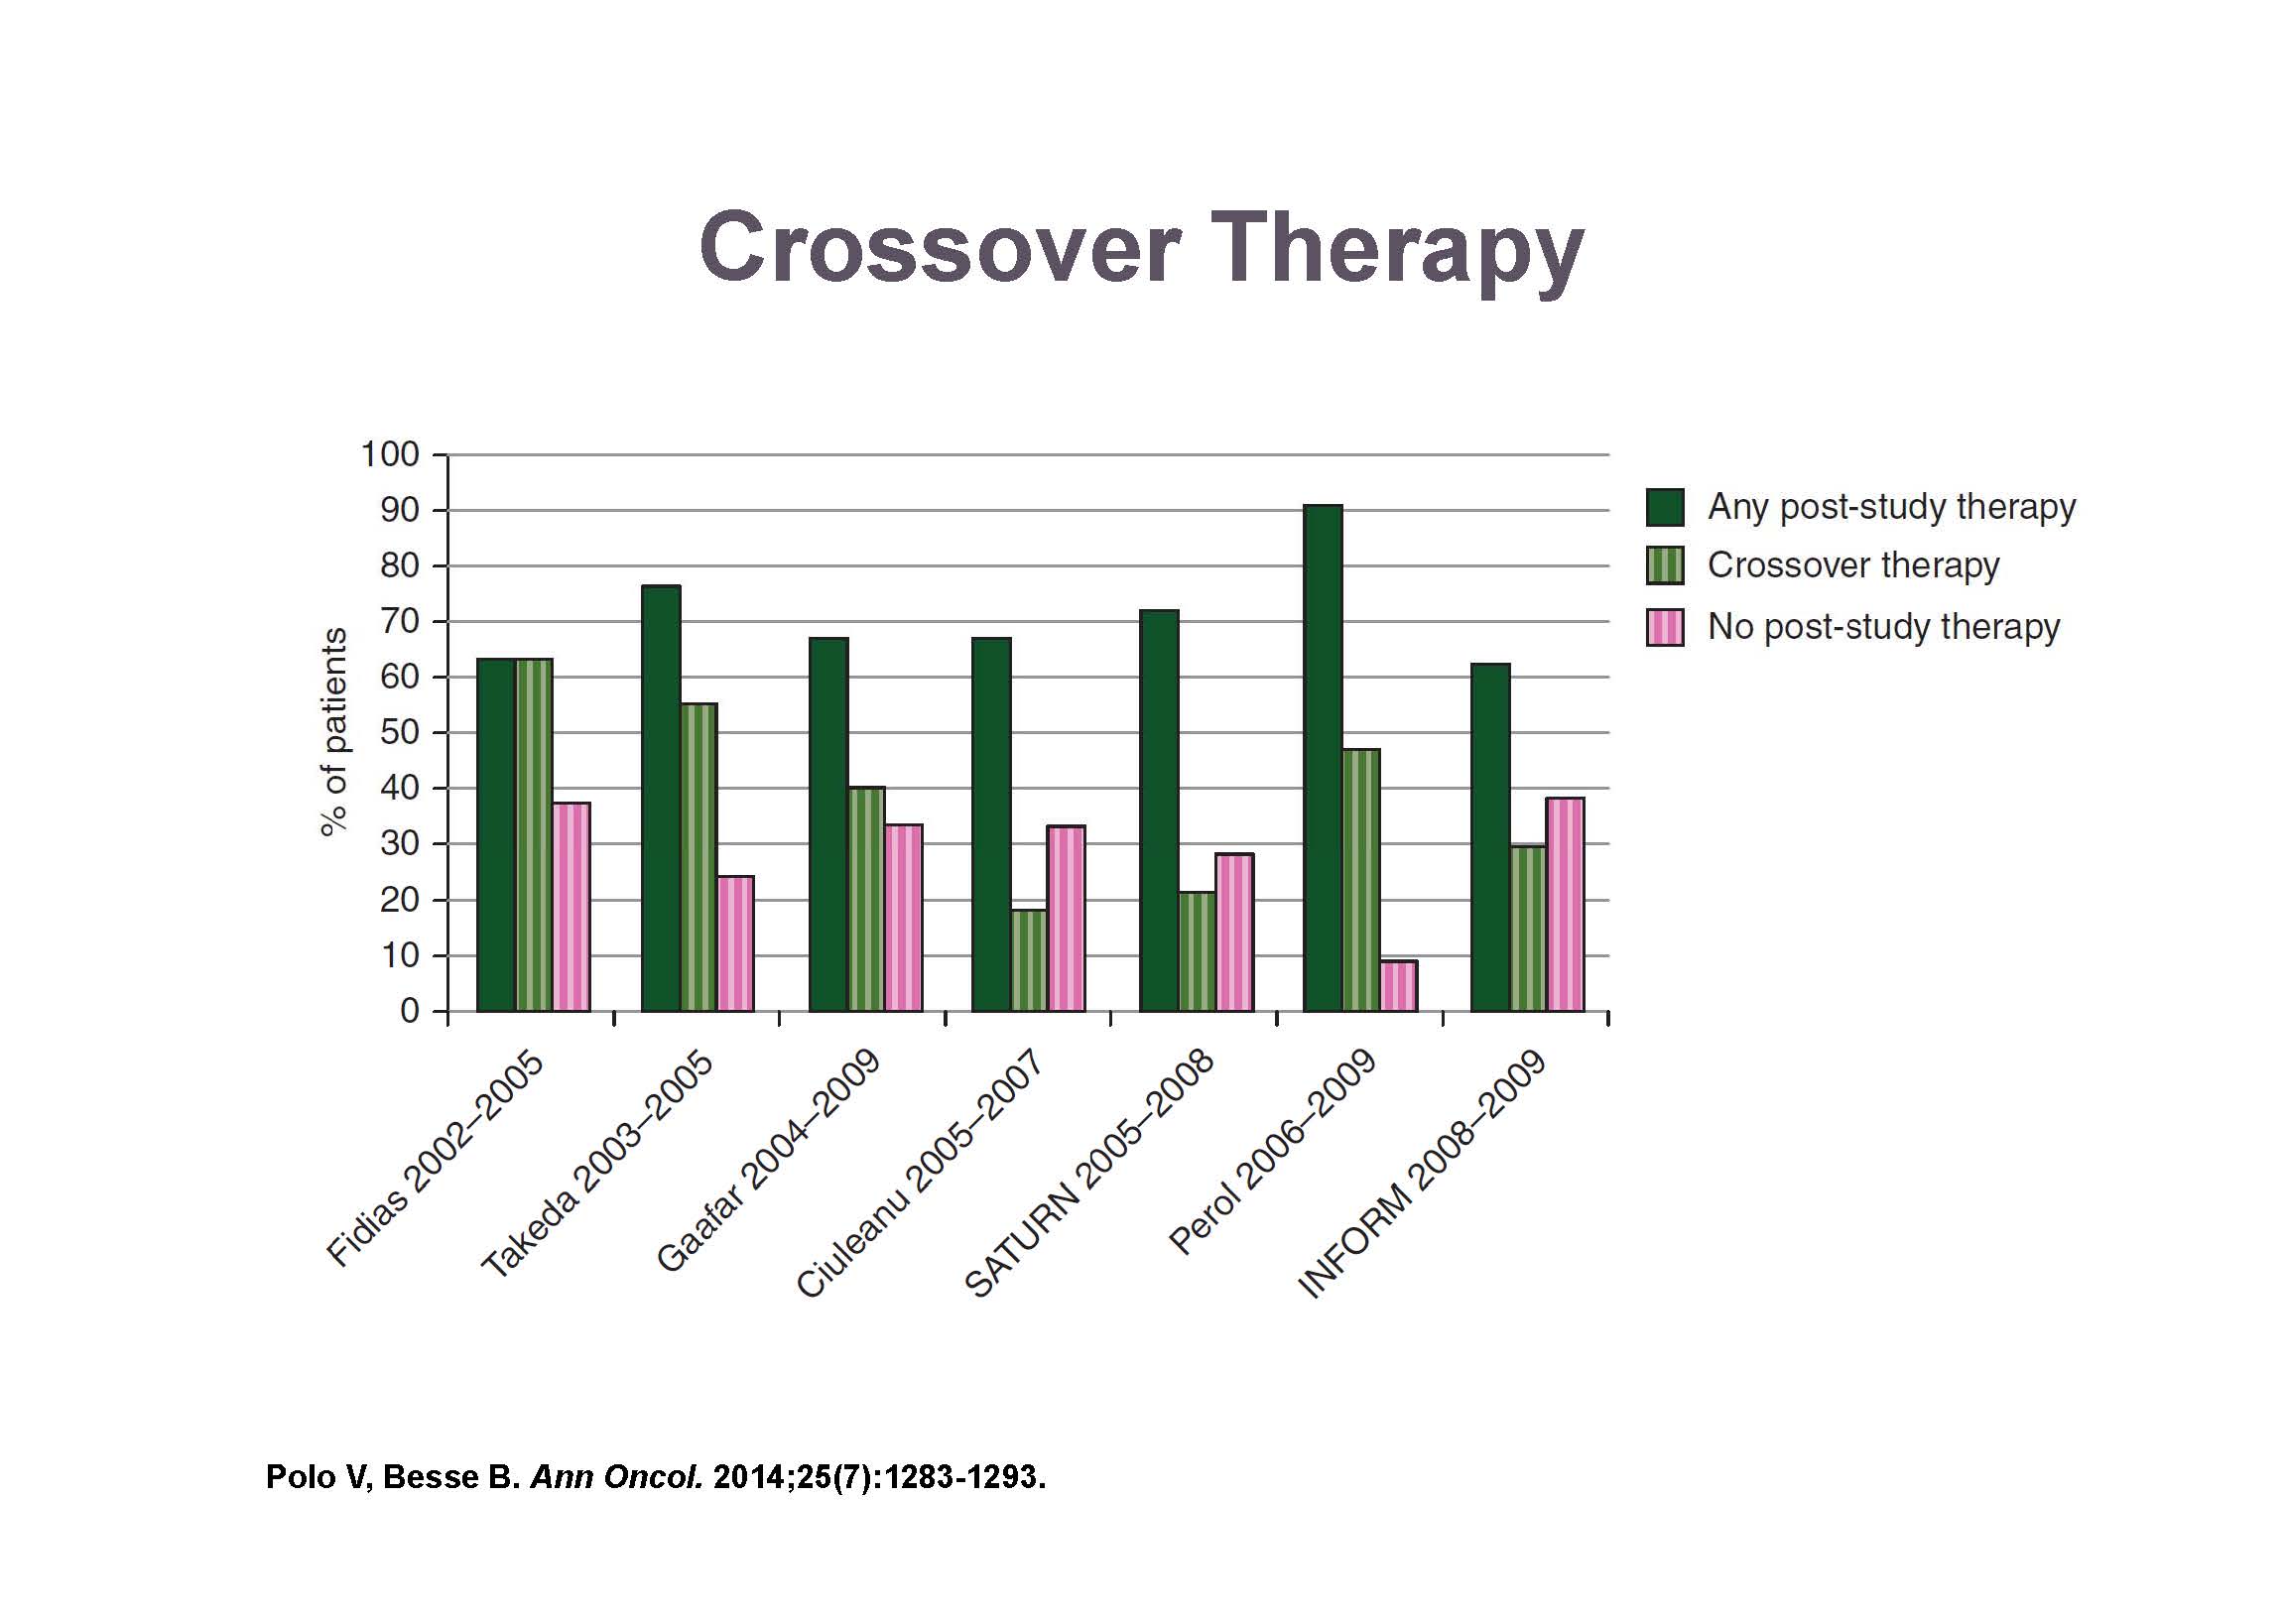 Crossover Therapy
100
90
80
70
60
50
40
30
20
10
0
% of patients
Any post-study therapy
Crossover therapy
No post-study therapy
Fidias 2002–2005
Takeda 2003–2005
Gaafar 2004–2009
Ciuleanu 2005–2007
SATURN 2005–2008
Perol 2006–2009
INFORM 2008–2009
Polo V, Besse B. Ann Oncol. 2014;25(7):1283-1293.